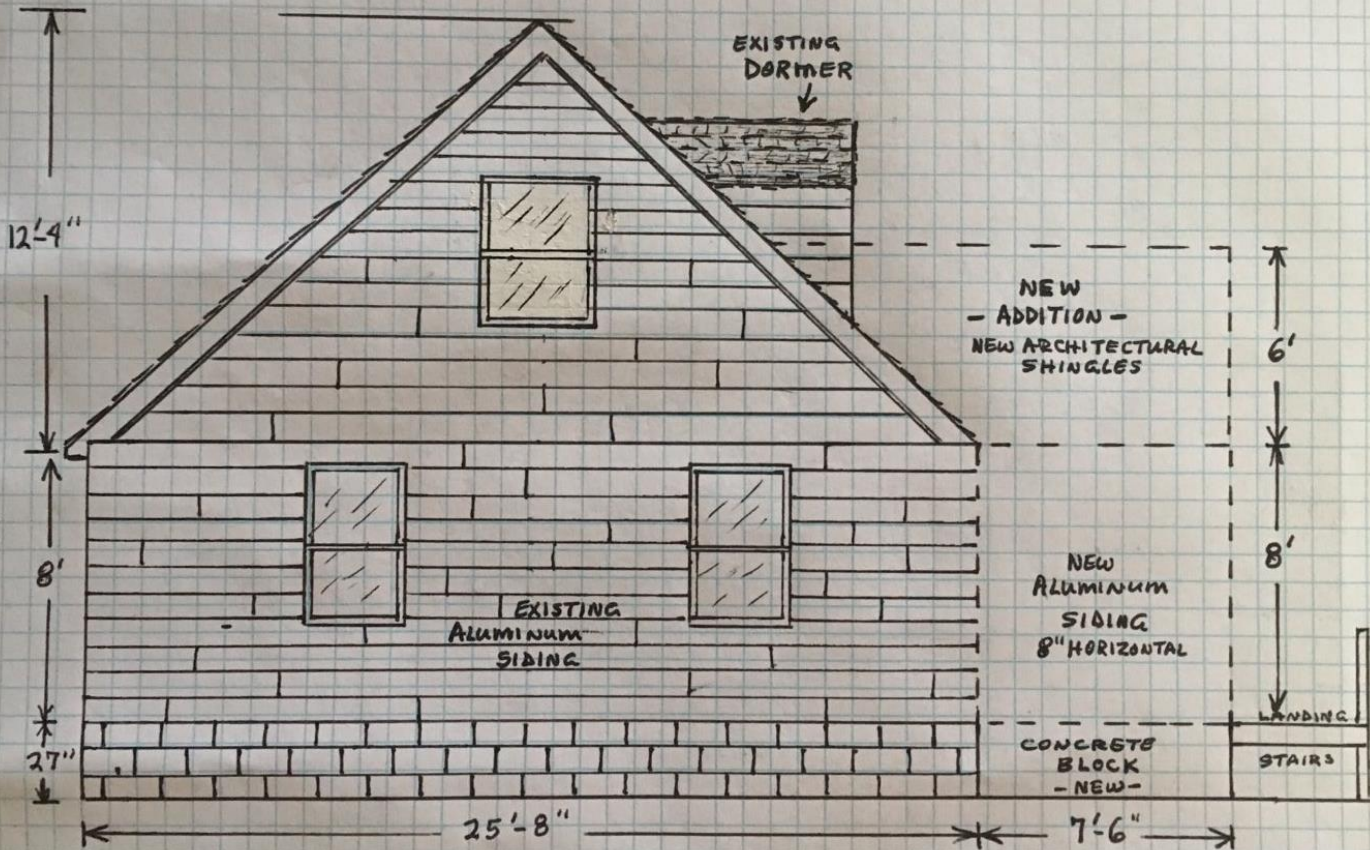 EXISTING
DORMER
12'-4"
NEW
- ADDITION -
NEW ARCHITECTURAL
SHINGLES
6'
8'
EXISTING
ALUMINUM
SIDING
NEW
ALUMINUM
SIDING
8" HORIZONTAL
8'
27"
CONCRETE
BLOCK
- NEW -
LANDING
STAIRS
25'-8"
7'-6"